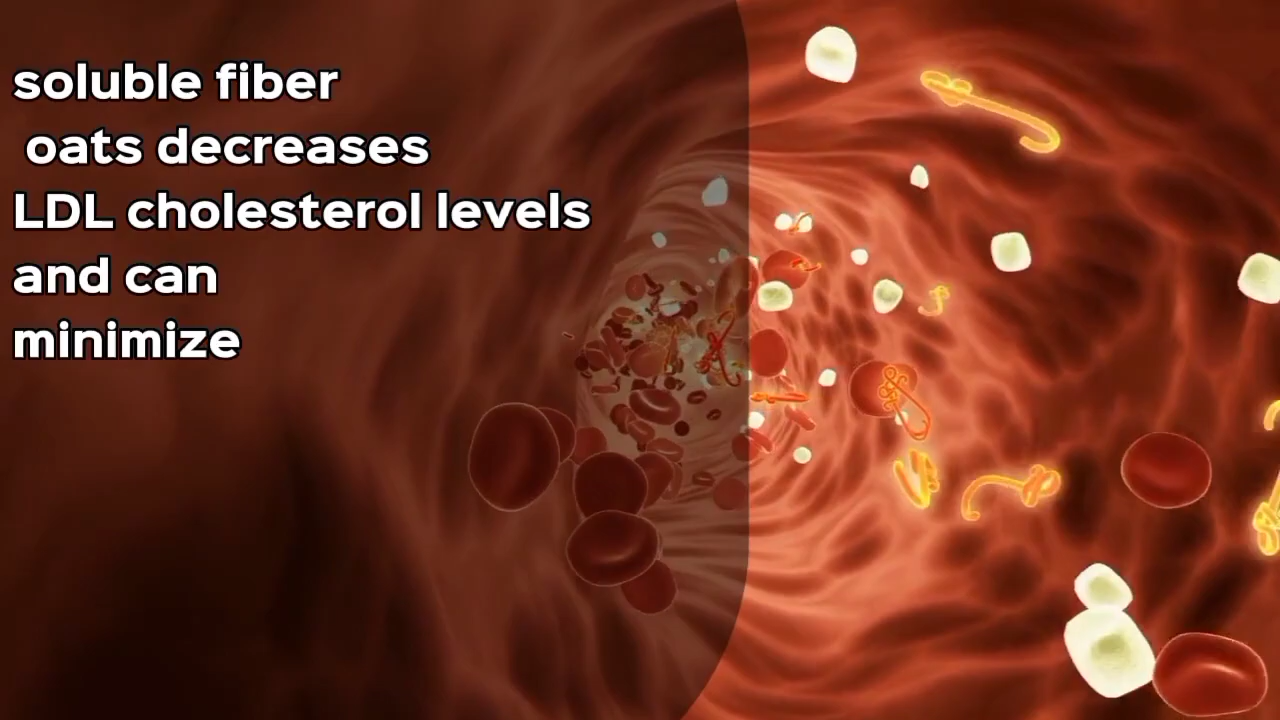 soluble fiber
oats decreases
LDL cholesterol levels
and can
minimize